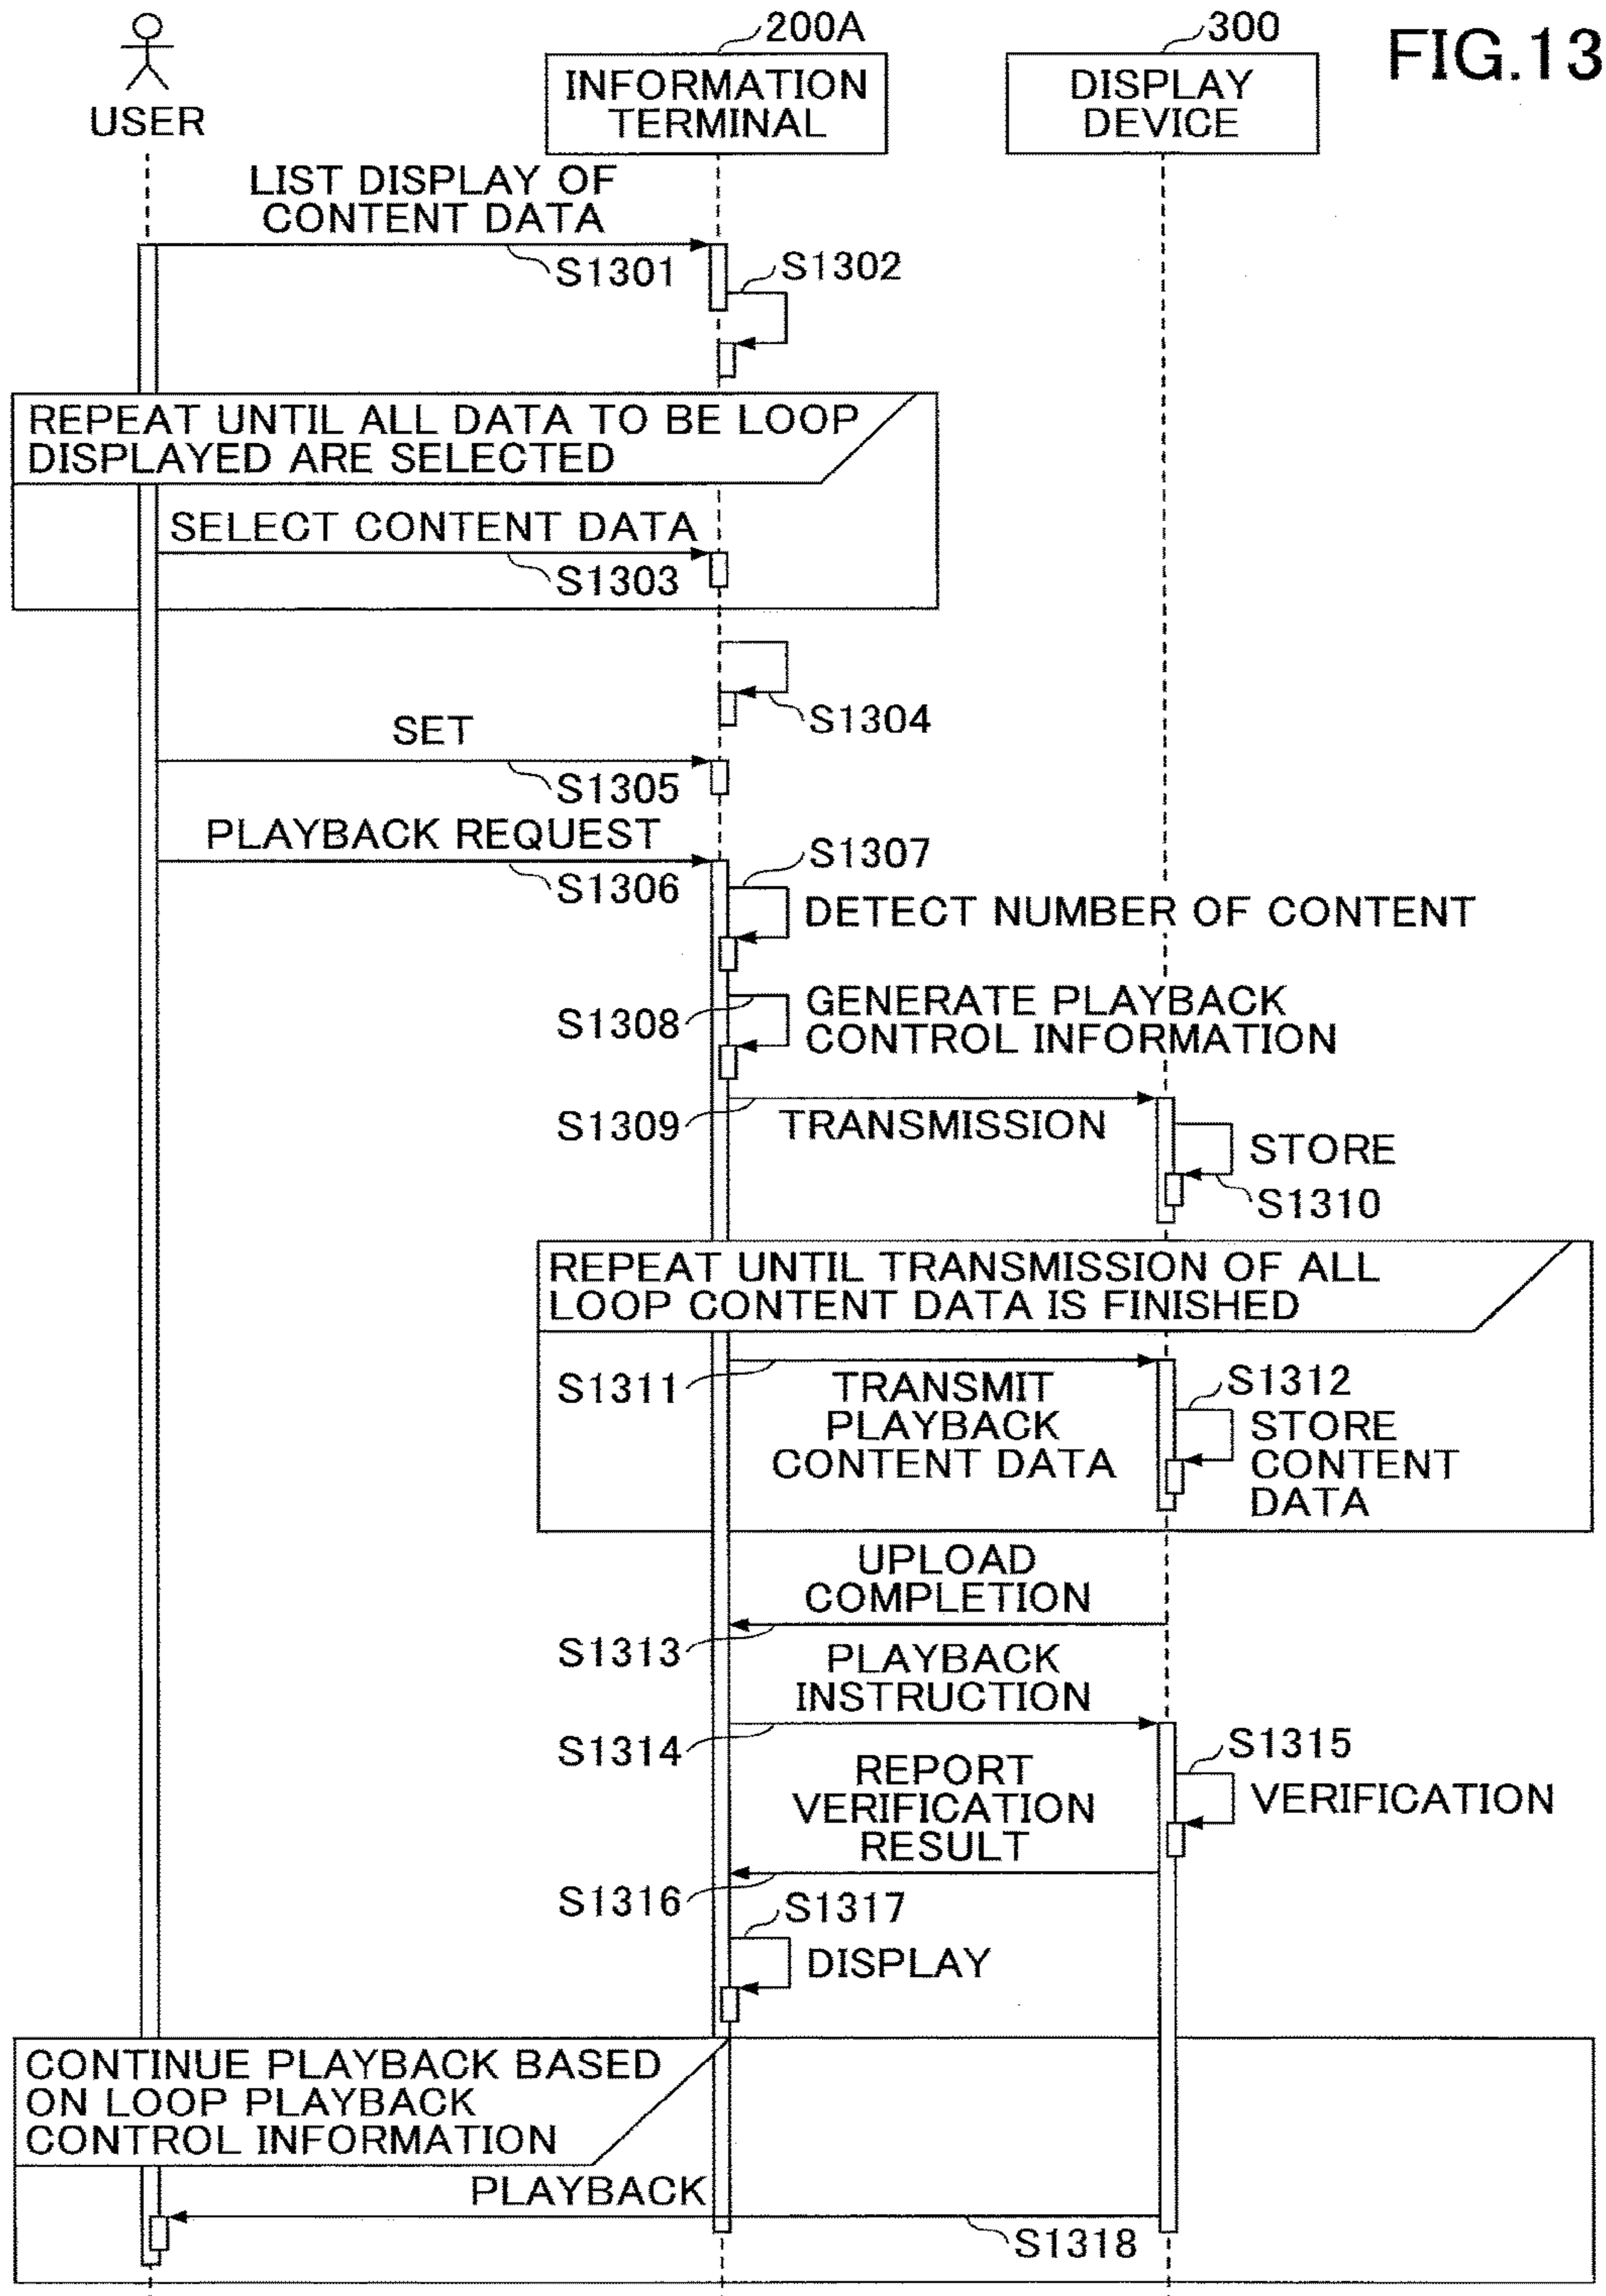 FIG.13
200A
300
USER
INFORMATION
TERMINAL
DISPLAY
DEVICE
LIST DISPLAY OF
CONTENT DATA
S1301
S1302
REPEAT UNTIL ALL DATA TO BE LOOP
DISPLAYED ARE SELECTED
SELECT CONTENT DATA
S1303
S1304
SET
S1305
PLAYBACK REQUEST
S1306
S1307
DETECT NUMBER OF CONTENT
S1308
GENERATE PLAYBACK
CONTROL INFORMATION
S1309
TRANSMISSION
STORE
S1310
REPEAT UNTIL TRANSMISSION OF ALL
LOOP CONTENT DATA IS FINISHED
S1311
TRANSMIT
PLAYBACK
CONTENT DATA
S1312
STORE
CONTENT
DATA
UPLOAD
COMPLETION
S1313
PLAYBACK
INSTRUCTION
S1314
S1315
VERIFICATION
REPORT
VERIFICATION
RESULT
S1316
S1317
DISPLAY
CONTINUE PLAYBACK BASED
ON LOOP PLAYBACK
CONTROL INFORMATION
PLAYBACK
S1318